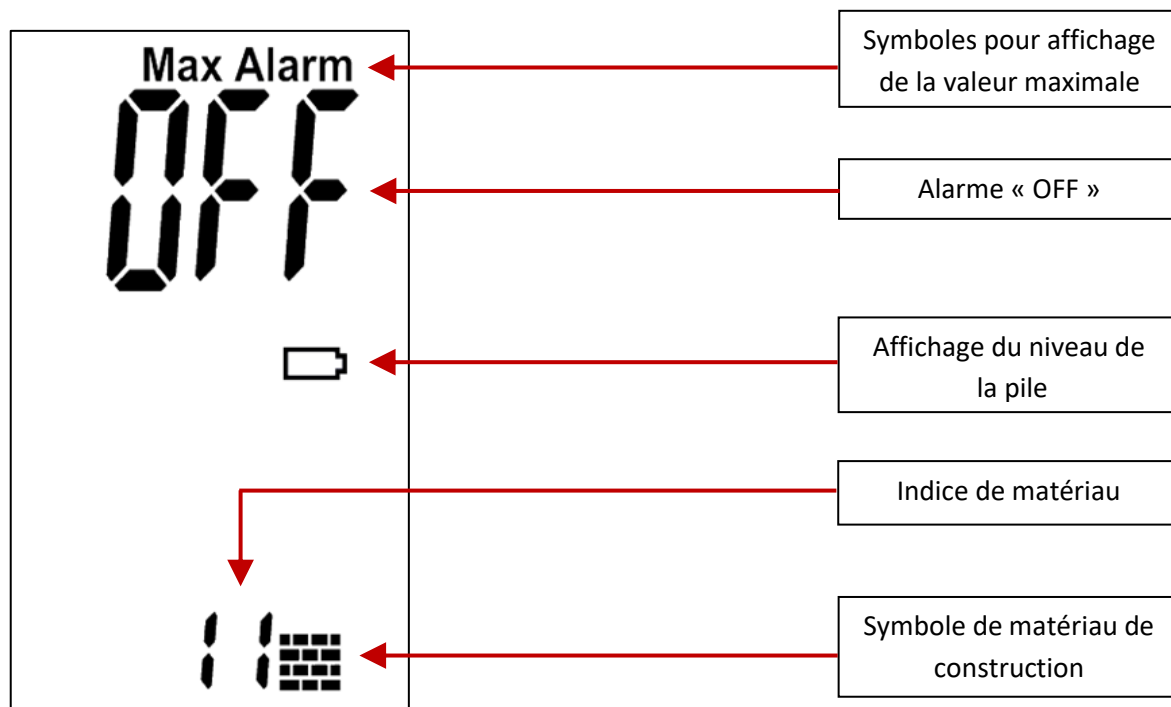 Max Alarm
OFF
11
Symboles pour affichage
de la valeur maximale
Alarme « OFF »
Affichage du niveau de
la pile
Indice de matériau
Symbole de matériau de
construction